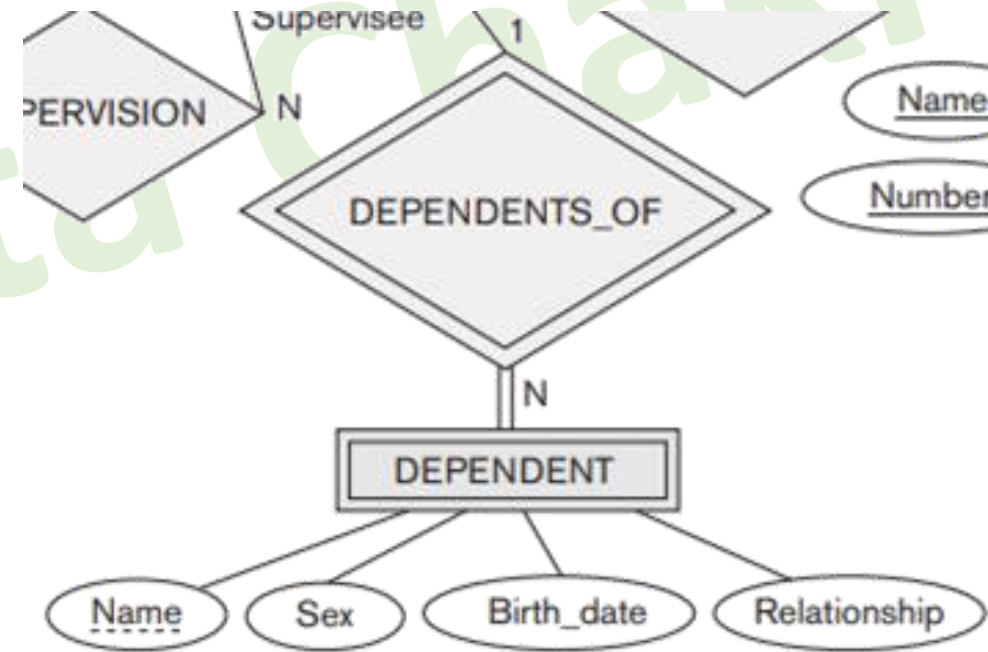 Supervisee
1
PERVISION
N
Name
Number
DEPENDENTS_OF
N
DEPENDENT
Name
Sex
Birth_date
Relationship